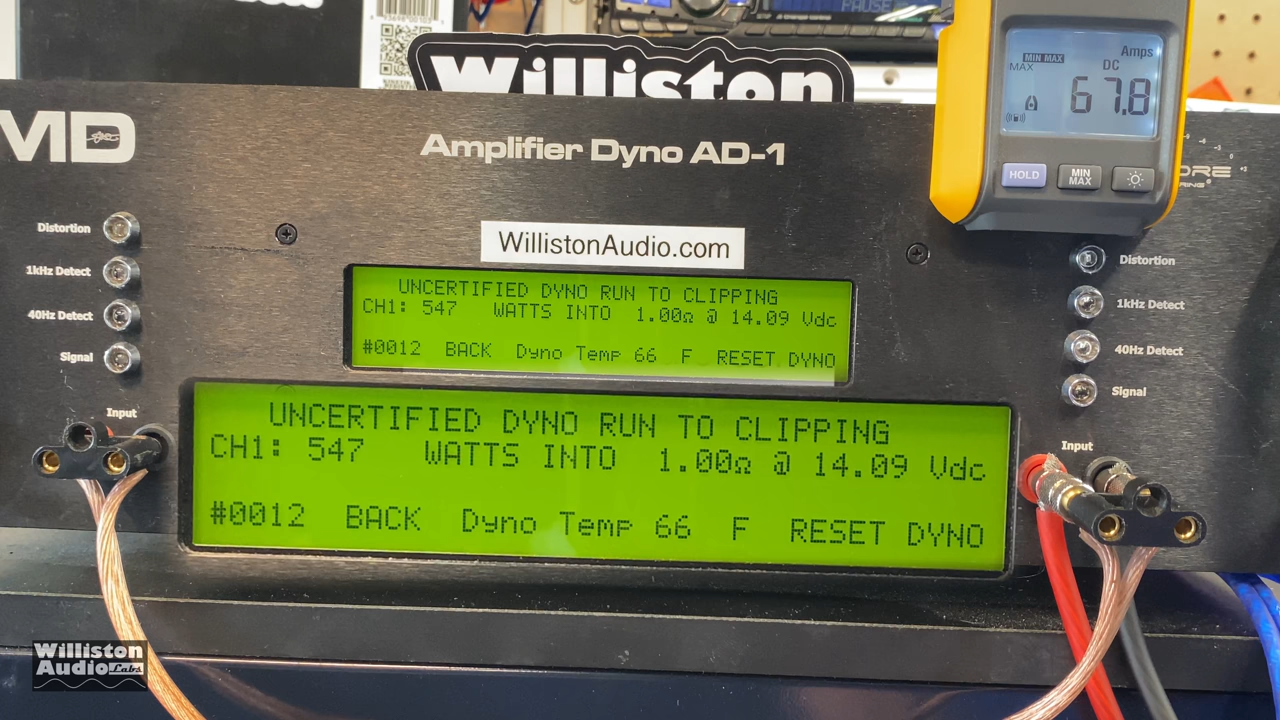 PAUSE
Williston
Amps
MIN MAX
MAX
DC
67.8
HOLD
MIN
MAX
MD
Amplifier Dyno AD-1
WillistonAudio.com
Distortion
1kHz Detect
40Hz Detect
Signal
Input
UNCERTIFIED DYNO RUN TO CLIPPING
CH1: 547 WATTS INTO 1.00Ω @ 14.09 Vdc
#0012 BACK Dyno Temp 66 F RESET DYNO
UNCERTIFIED DYNO RUN TO CLIPPING
CH1: 547 WATTS INTO 1.00Ω @ 14.09 Vdc
#0012 BACK Dyno Temp 66 F RESET DYNO
Distortion
1kHz Detect
40Hz Detect
Signal
Input
Williston
Audio Labs